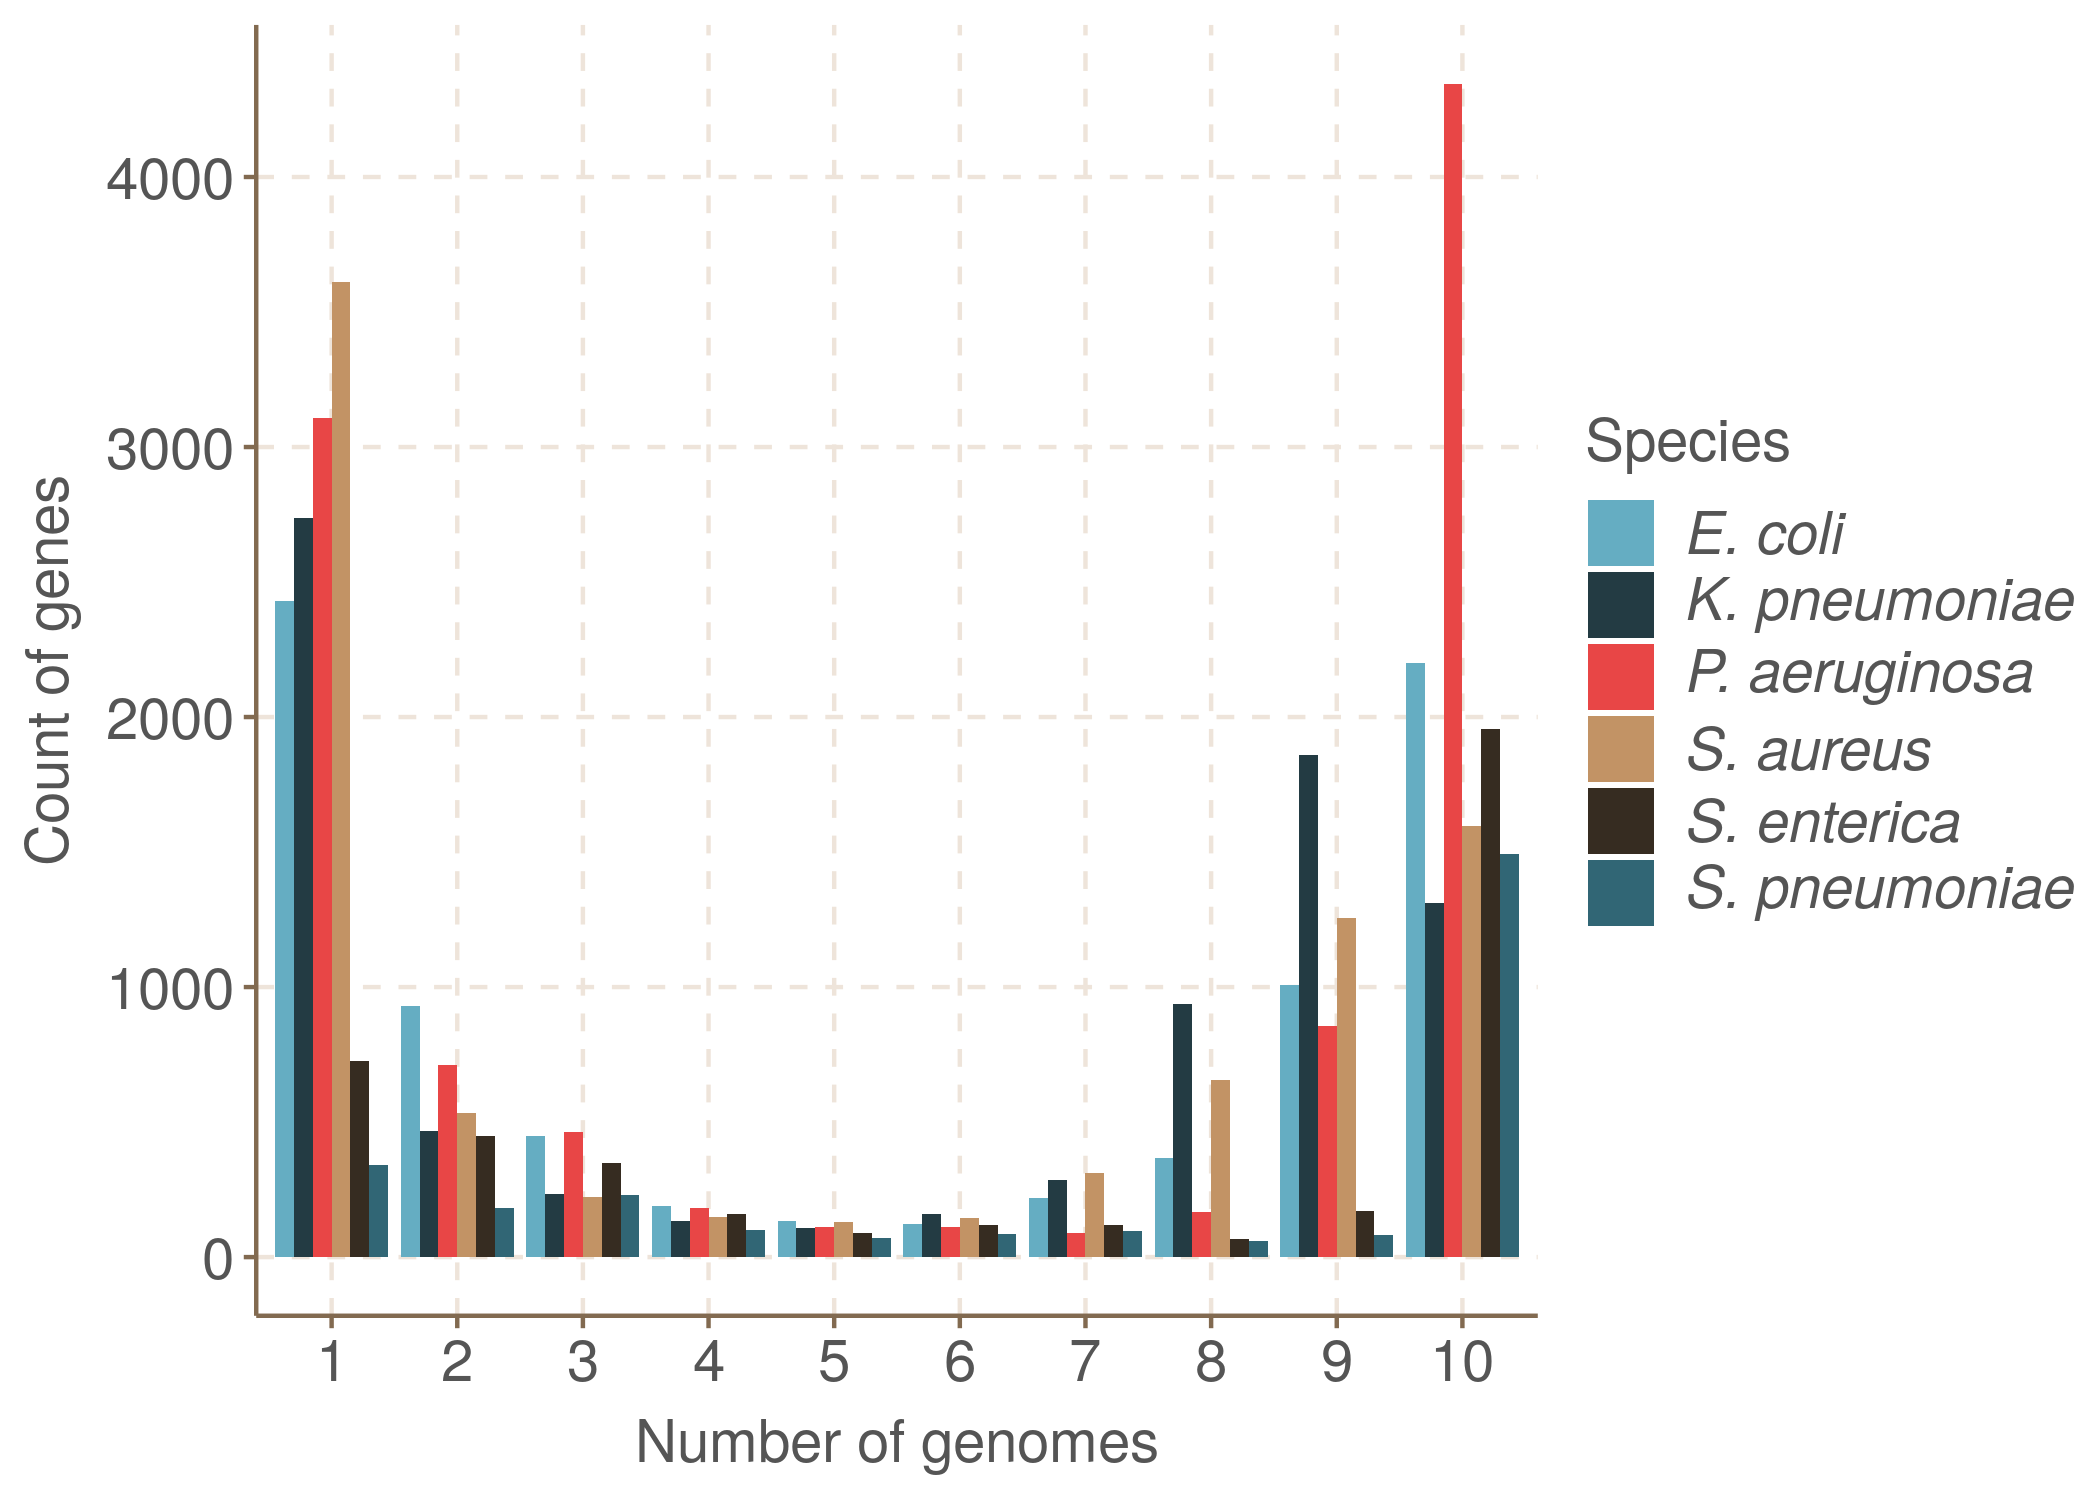 4000
3000
2000
1000
0
Count of genes
1 2 3 4 5 6 7 8 9 10
Number of genomes
Species
E. coli
K. pneumoniae
P. aeruginosa
S. aureus
S. enterica
S. pneumoniae